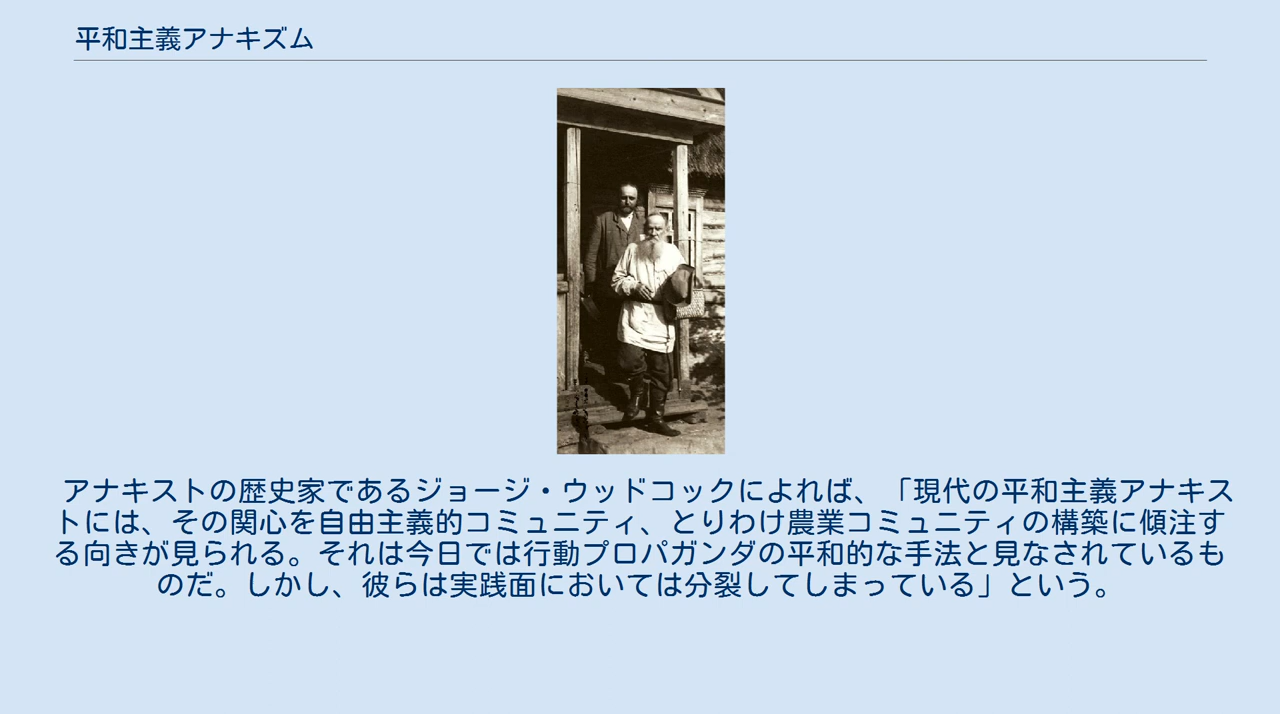 平和主義アナキズム
アナキストの歴史家であるジョージ・ウッドコックによれば、「現代の平和主義アナキス
トには、その関心を自由主義的コミュニティ、とりわけ農業コミュニティの構築に傾注す
る向きが見られる。それは今日では行動プロパガンダの平和的な手法と見なされているも
のだ。しかし、彼らは実践面においては分裂してしまっている」という。